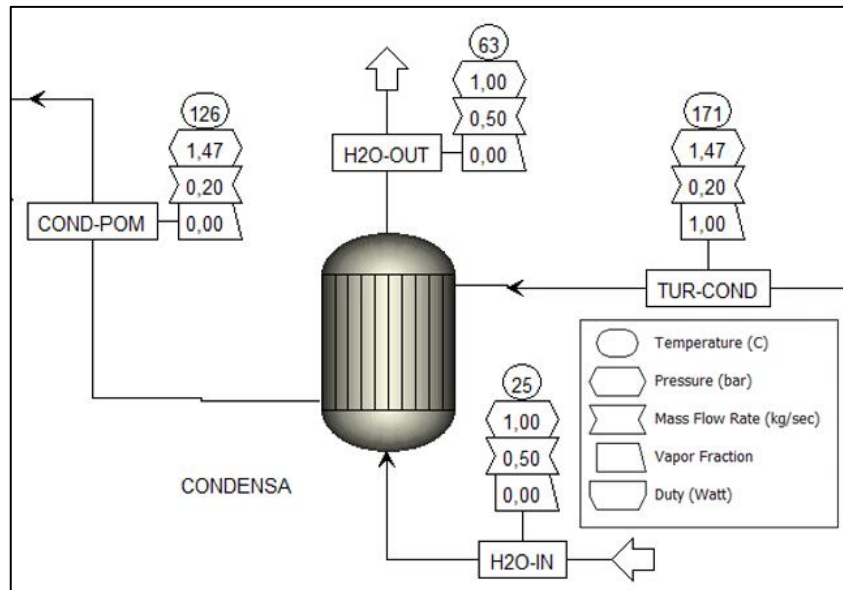 63
1,00
0,50
0,00
H2O-OUT
126
1,47
0,20
0,00
COND-POM
171
1,47
0,20
1,00
TUR-COND
Temperature (C)
Pressure (bar)
Mass Flow Rate (kg/sec)
Vapor Fraction
Duty (Watt)
25
1,00
0,50
0,00
H2O-IN
CONDENSA